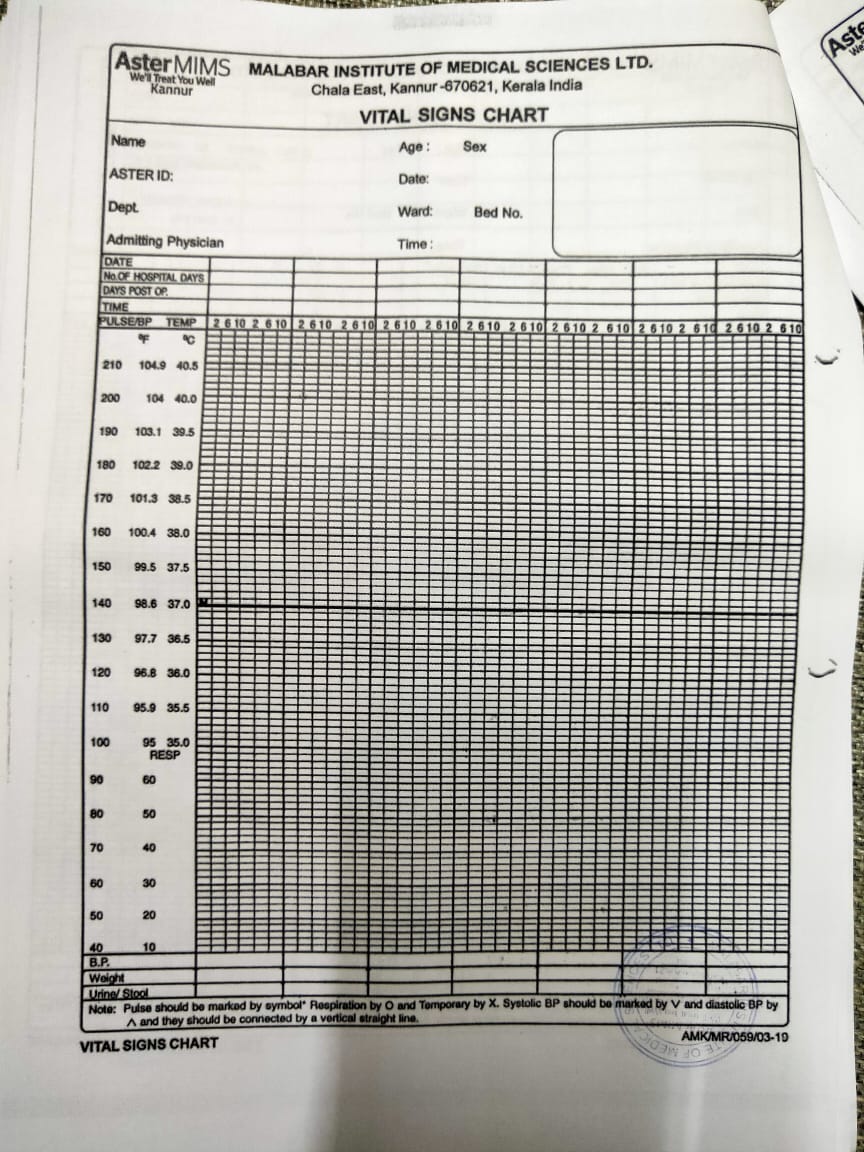 AsterMIMS
We'll Treat You Well
Kannur
MALABAR INSTITUTE OF MEDICAL SCIENCES LTD.
Chala East, Kannur-670621, Kerala India
VITAL SIGNS CHART
Name Age : Sex
ASTER ID: Date:
Dept. Ward: Bed No.
Admitting Physician Time :
DATE
No.OF HOSPITAL DAYS
DAYS POST OP.
TIME
PULSE/BP TEMP 2 6 10 2 6 10 2 6 10 2 6 10 2 6 10 2 6 10 2 6 10 2 6 10 2 6 10 2 6 10 2 6 10 2 6 10 2 6 10 2 6 10
°F °C
210 104.9 40.5
200 104 40.0
190 103.1 39.5
180 102.2 39.0
170 101.3 38.5
160 100.4 38.0
150 99.5 37.5
140 98.6 37.0 N
130 97.7 36.5
120 96.8 36.0
110 95.9 35.5
100 95 35.0
RESP
90 60
80 50
70 40
60 30
50 20
40 10
B.P.
Weight
Urine/ Stool
Note: Pulse should be marked by symbol* Respiration by O and Temporary by X. Systolic BP should be marked by V and diastolic BP by
Λ and they should be connected by a vertical straight line.
VITAL SIGNS CHART AMK/MR/059/03-19
Aste
We